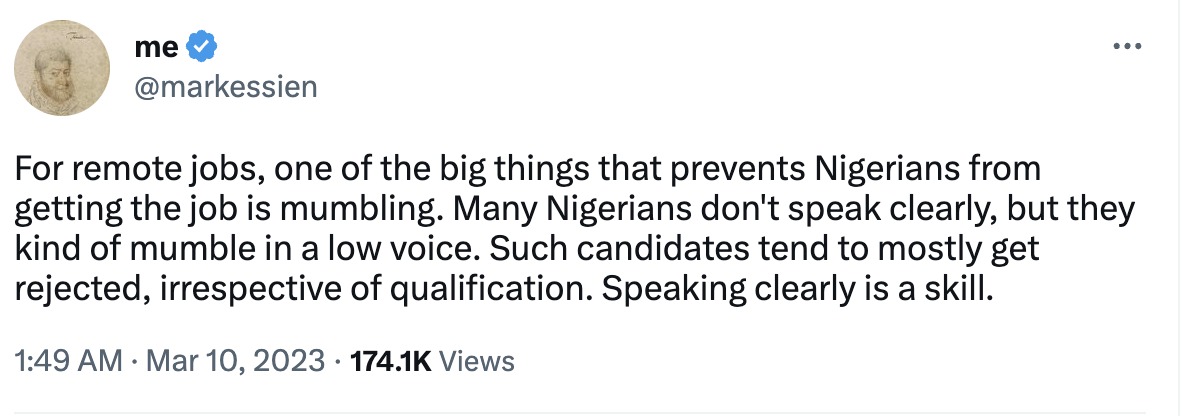 me
@markessien
For remote jobs, one of the big things that prevents Nigerians from
getting the job is mumbling. Many Nigerians don't speak clearly, but they
kind of mumble in a low voice. Such candidates tend to mostly get
rejected, irrespective of qualification. Speaking clearly is a skill.
1:49 AM · Mar 10, 2023 · 174.1K Views